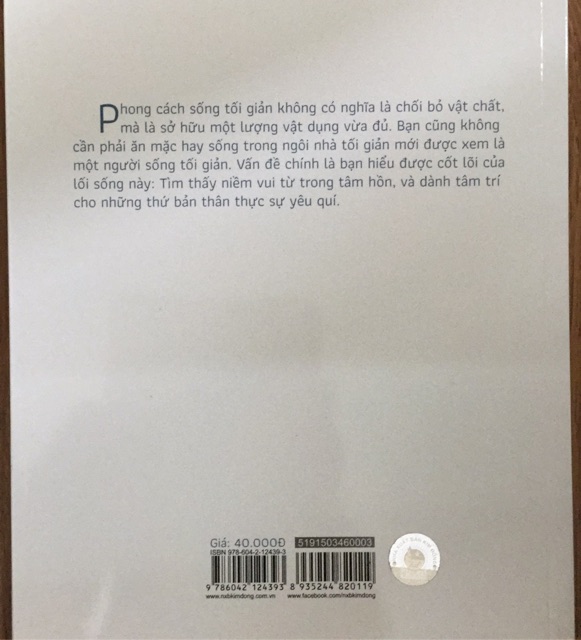 Phong cách sống tối giản không có nghĩa là chối bỏ vật chất,
mà là sở hữu một lượng vật dụng vừa đủ. Bạn cũng không
cần phải ăn mặc hay sống trong ngôi nhà tối giản mới được xem là
một người sống tối giản. Vấn đề chính là bạn hiểu được cốt lõi của
lối sống này: Tìm thấy niềm vui từ trong tâm hồn, và dành tâm trí
cho những thứ bản thân thực sự yêu quí.
Giá: 40.000Đ 5191503460003
ISBN 978-604-2-12439-3
9 786042 124393 8 935244 820119
www.nxbkimdong.com.vn www.facebook.com/nxbkimdong